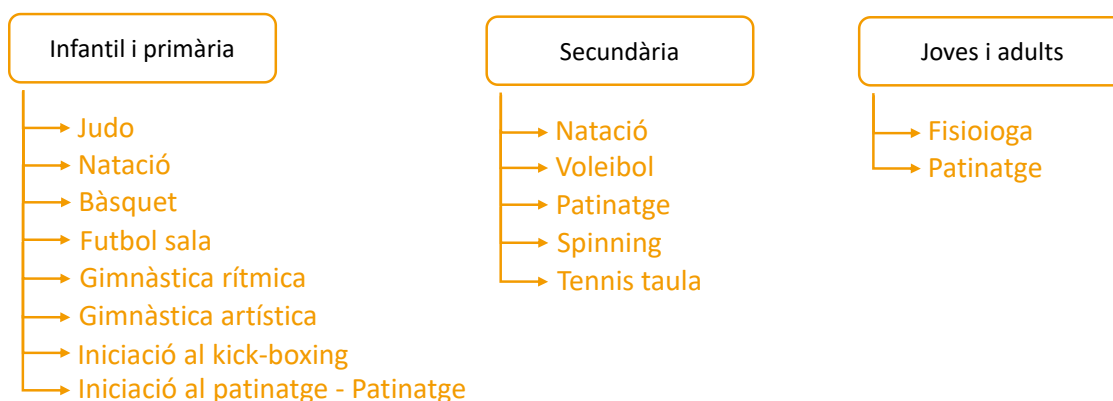 Infantil i primària
Judo
Natació
Bàsquet
Futbol sala
Gimnàstica rítmica
Gimnàstica artística
Iniciació al kick-boxing
Iniciació al patinatge - Patinatge
Secundària
Natació
Voleibol
Patinatge
Spinning
Tennis taula
Joves i adults
Fisioioga
Patinatge